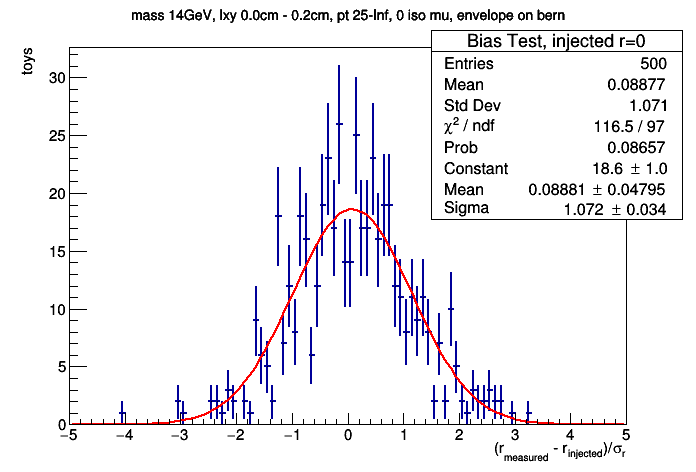 mass 14GeV, lxy 0.0cm - 0.2cm, pt 25-Inf, 0 iso mu, envelope on bern
toys
Bias Test, injected r=0
Entries 500
Mean 0.08877
Std Dev 1.071
χ² / ndf 116.5 / 97
Prob 0.08657
Constant 18.6 ± 1.0
Mean 0.08881 ± 0.04795
Sigma 1.072 ± 0.034
30
25
20
15
10
5
0
−5 −4 −3 −2 −1 0 1 2 3 4 5
(r_measured - r_injected)/σ_r